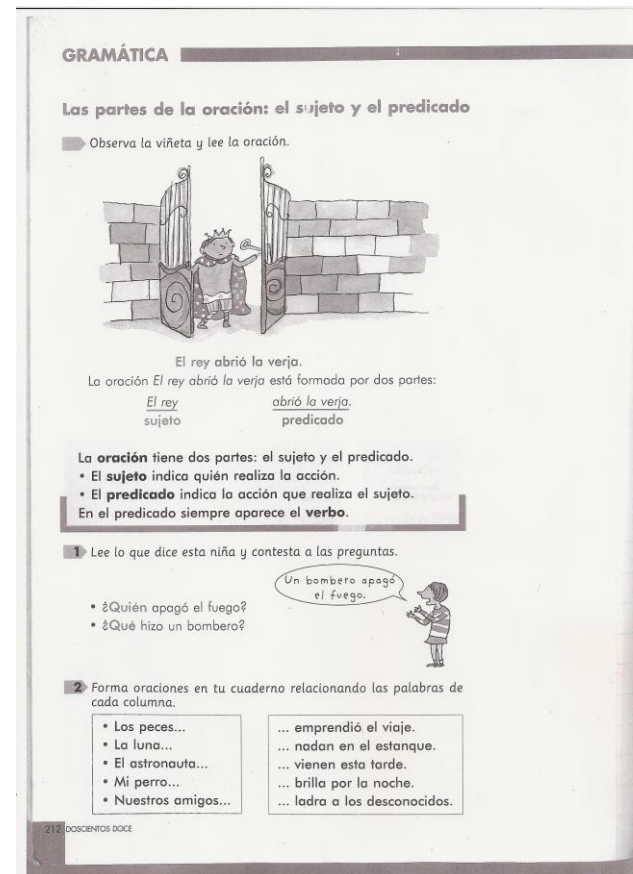 GRAMÁTICA
Las partes de la oración: el sujeto y el predicado
Observa la viñeta y lee la oración.
El rey abrió la verja.
La oración El rey abrió la verja está formada por dos partes:
El rey abrió la verja.
sujeto predicado
La oración tiene dos partes: el sujeto y el predicado.
• El sujeto indica quién realiza la acción.
• El predicado indica la acción que realiza el sujeto.
En el predicado siempre aparece el verbo.
1 Lee lo que dice esta niña y contesta a las preguntas.
Un bombero apagó
el fuego.
• ¿Quién apagó el fuego?
• ¿Qué hizo un bombero?
2 Forma oraciones en tu cuaderno relacionando las palabras de
cada columna.
• Los peces...
• La luna...
• El astronauta...
• Mi perro...
• Nuestros amigos...
... emprendió el viaje.
... nadan en el estanque.
... vienen esta tarde.
... brilla por la noche.
... ladra a los desconocidos.
212 DOSCIENTOS DOCE